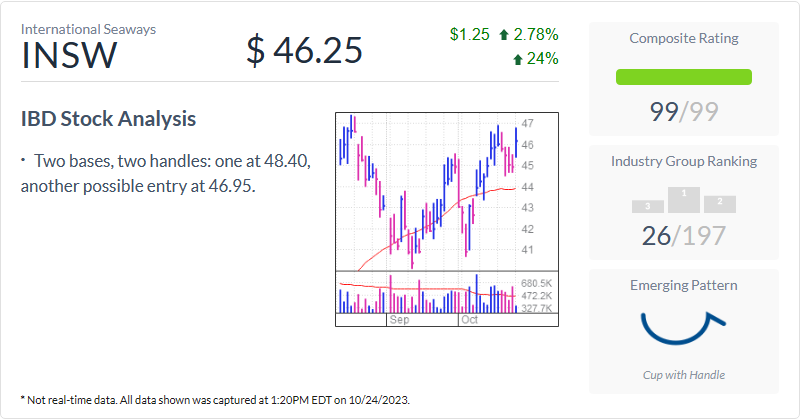 International Seaways
INSW
$ 46.25
$1.25 2.78%
24%
IBD Stock Analysis
• Two bases, two handles: one at 48.40,
another possible entry at 46.95.
47
46
45
44
43
42
41
680.5K
472.2K
327.7K
Sep Oct
Composite Rating
99/99
Industry Group Ranking
3 1 2
26/197
Emerging Pattern
Cup with Handle
* Not real-time data. All data shown was captured at 1:20PM EDT on 10/24/2023.